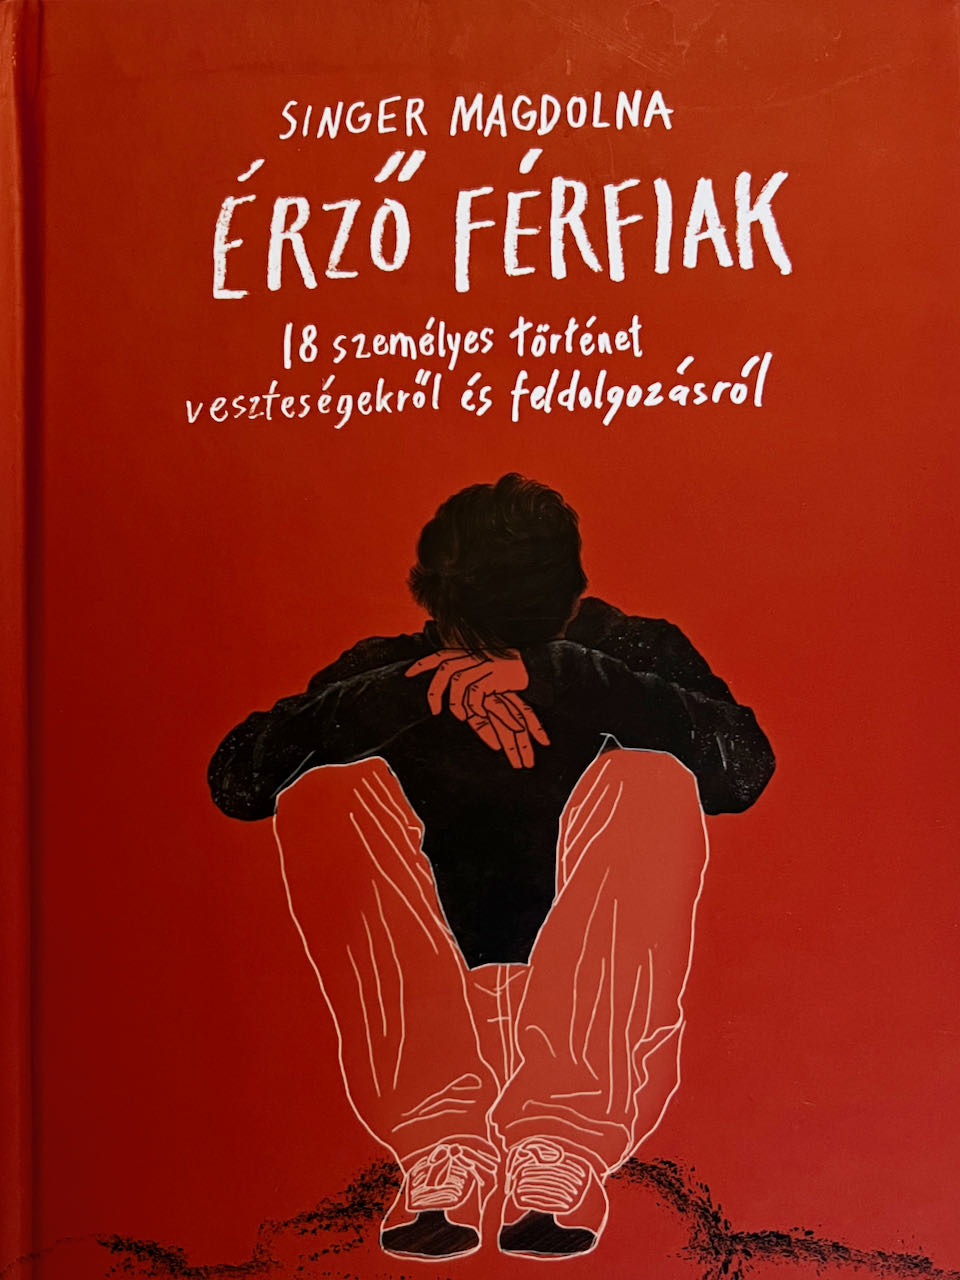 SINGER MAGDOLNA
ÉRZŐ FÉRFIAK
18 személyes történet
veszteségekről és feldolgozásról